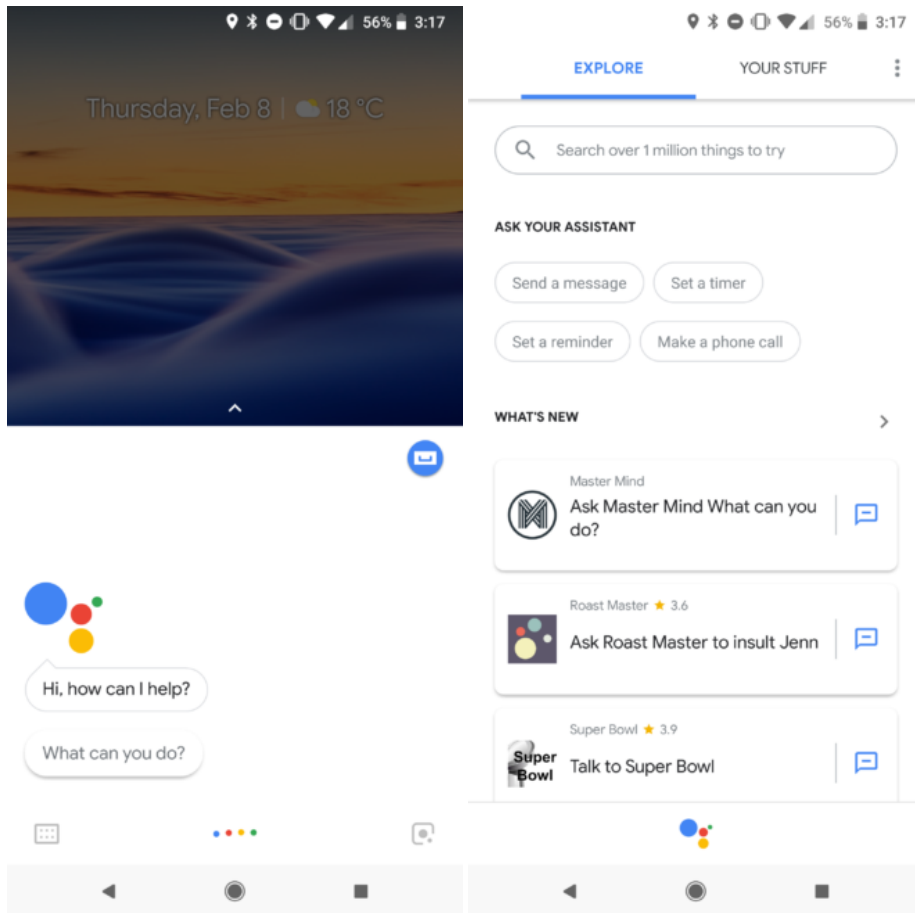 56% 3:17
Thursday, Feb 8 | 18 °C
Hi, how can I help?
What can you do?
56% 3:17
EXPLORE YOUR STUFF
Search over 1 million things to try
ASK YOUR ASSISTANT
Send a message Set a timer
Set a reminder Make a phone call
WHAT'S NEW
Master Mind
Ask Master Mind What can you
do?
Roast Master ★ 3.6
Ask Roast Master to insult Jenn
Super Bowl ★ 3.9
Super
Bowl
Talk to Super Bowl